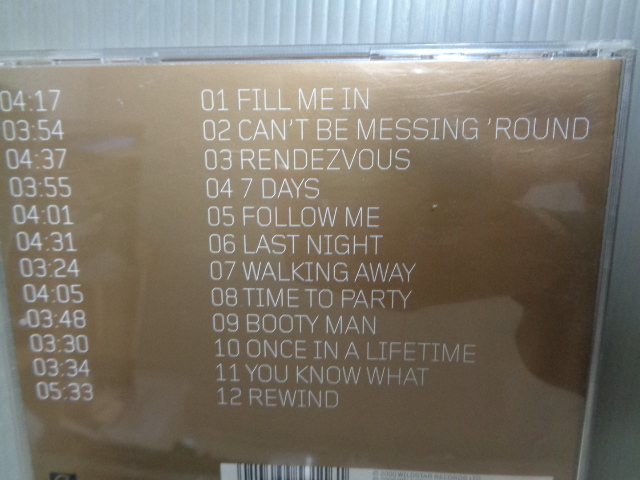 04:17 01 FILL ME IN
03:54 02 CAN'T BE MESSING 'ROUND
04:37 03 RENDEZVOUS
03:55 04 7 DAYS
04:01 05 FOLLOW ME
04:31 06 LAST NIGHT
03:24 07 WALKING AWAY
04:05 08 TIME TO PARTY
03:48 09 BOOTY MAN
03:30 10 ONCE IN A LIFETIME
03:34 11 YOU KNOW WHAT
05:33 12 REWIND